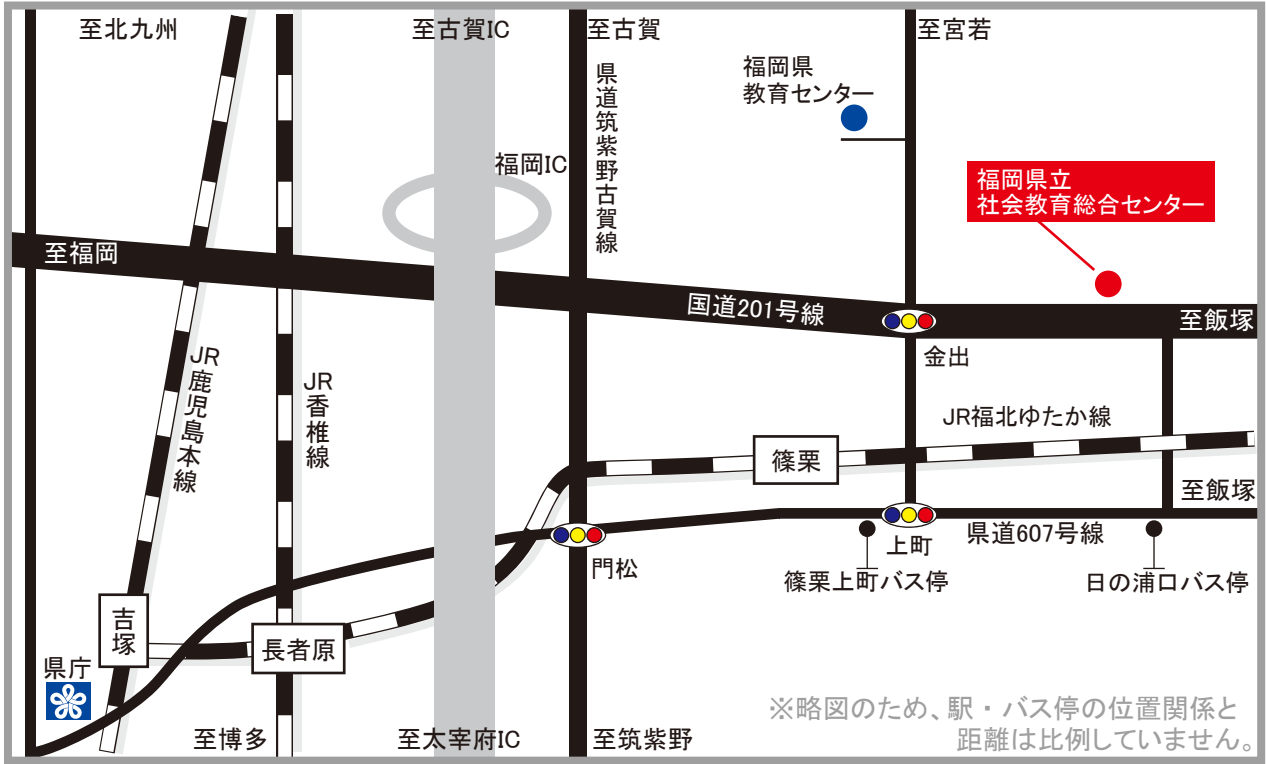 至北九州
至古賀IC
至古賀
至宮若
福岡県
教育センター
県道筑紫野古賀線
福岡IC
福岡県立
社会教育総合センター
至福岡
国道201号線
至飯塚
金出
JR鹿児島本線
JR香椎線
JR福北ゆたか線
篠栗
至飯塚
県道607号線
上町
門松
篠栗上町バス停
日の浦口バス停
吉塚
長者原
県庁
至博多
至太宰府IC
至筑紫野
※略図のため、駅・バス停の位置関係と
距離は比例していません。